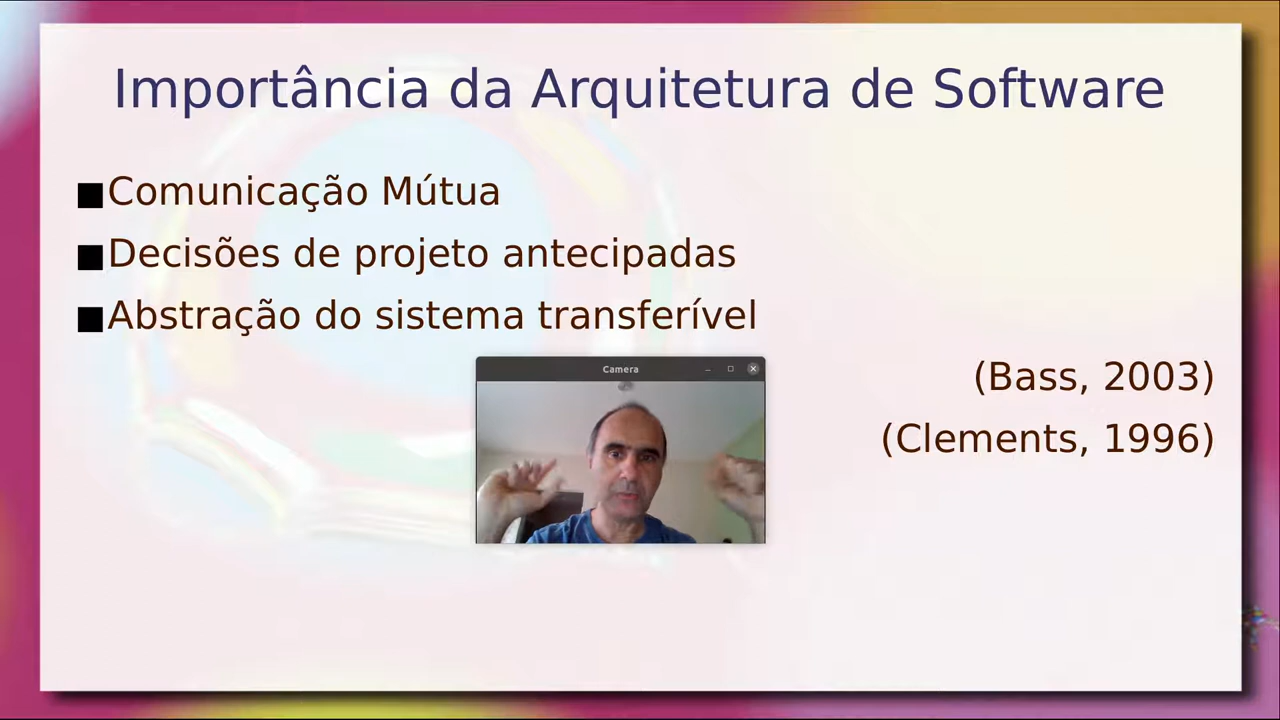 Importância da Arquitetura de Software
■Comunicação Mútua
■Decisões de projeto antecipadas
■Abstração do sistema transferível
(Bass, 2003)
(Clements, 1996)
Camera